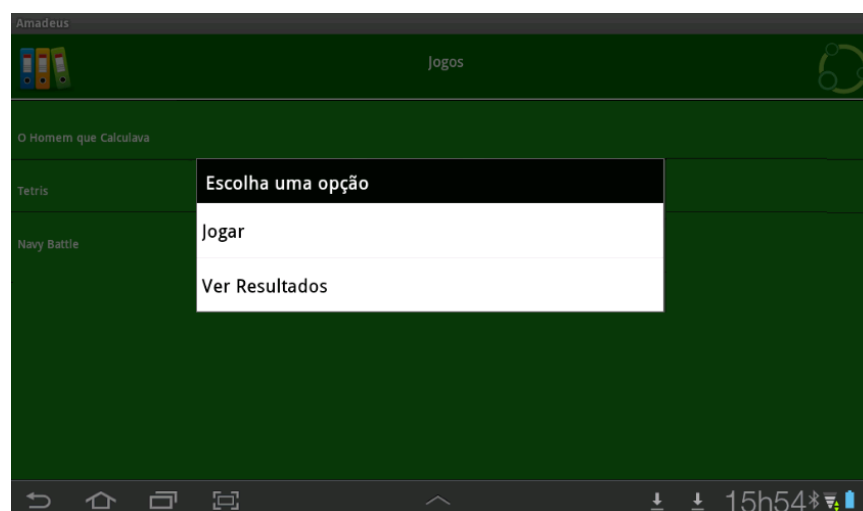 Amadeus
Jogos
O Homem que Calculava
Tetris
Navy Battle
Escolha uma opção
Jogar
Ver Resultados
15h54